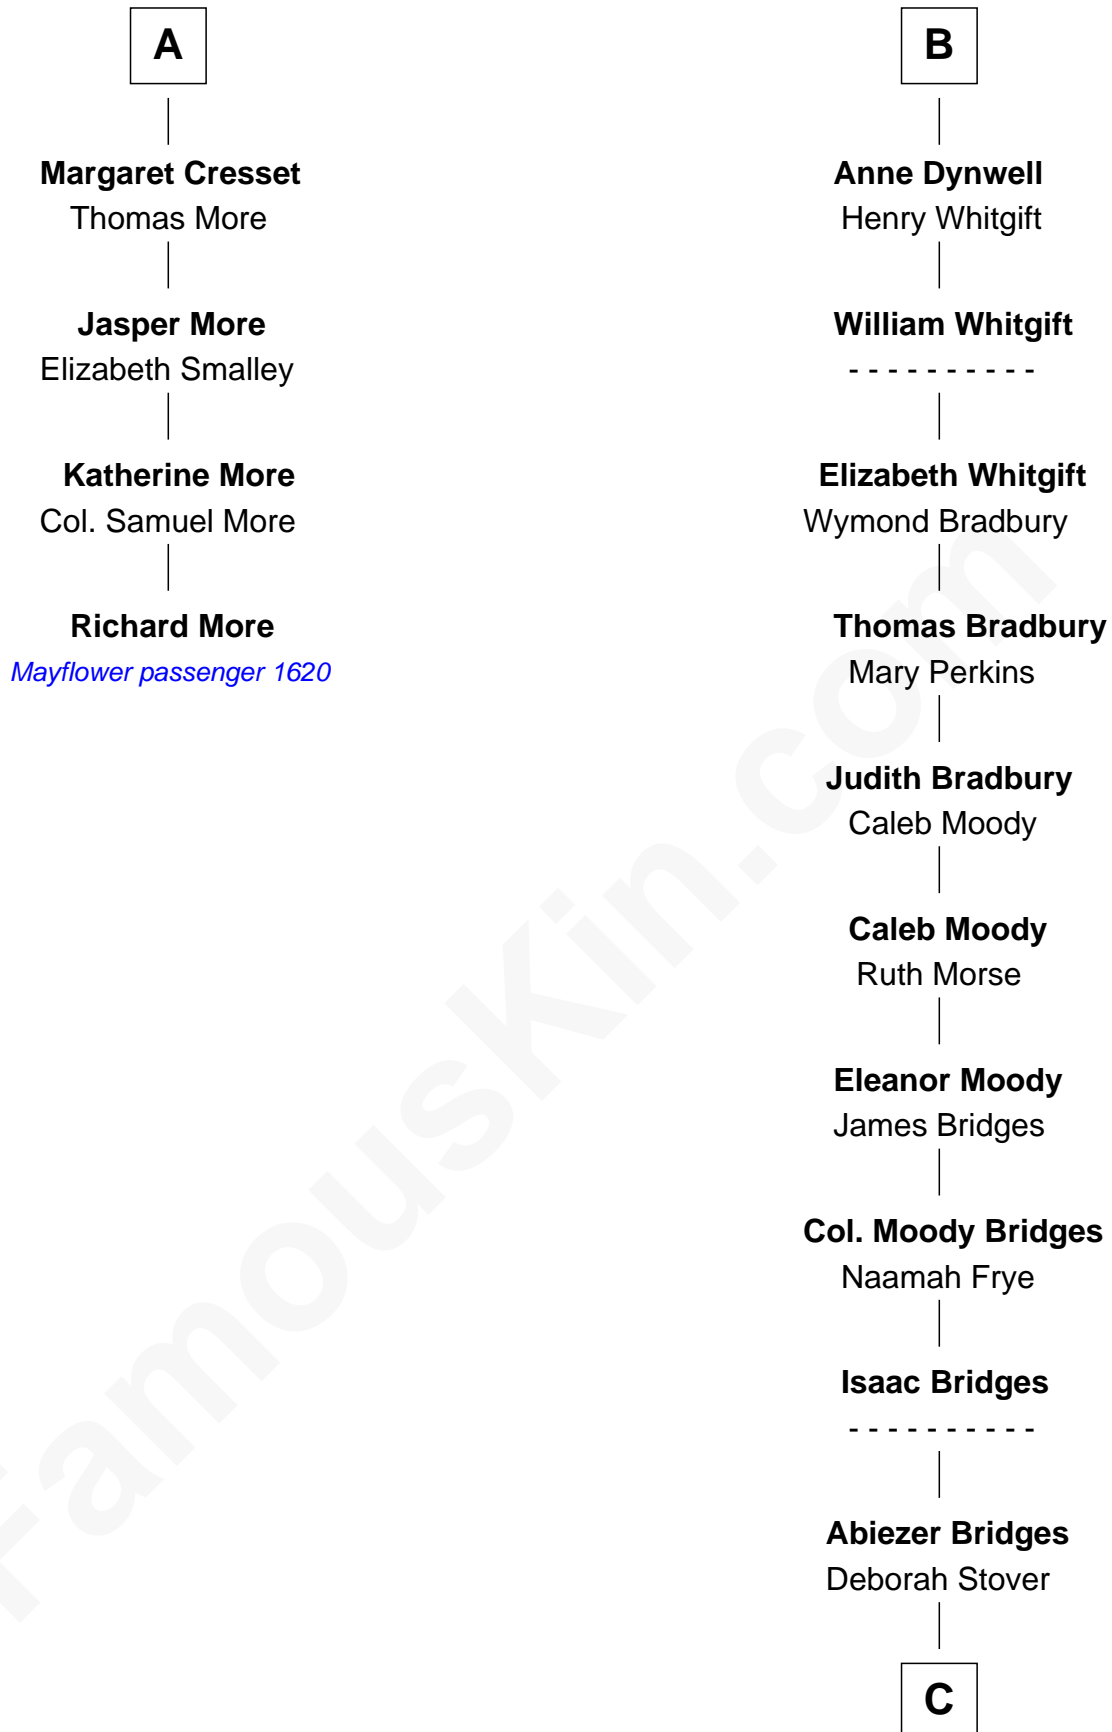 A
Margaret Cresset
Thomas More
Jasper More
Elizabeth Smalley
Katherine More
Col. Samuel More
Richard More
Mayflower passenger 1620
B
Anne Dynwell
Henry Whitgift
William Whitgift
- - - - - - - - - -
Elizabeth Whitgift
Wymond Bradbury
Thomas Bradbury
Mary Perkins
Judith Bradbury
Caleb Moody
Caleb Moody
Ruth Morse
Eleanor Moody
James Bridges
Col. Moody Bridges
Naamah Frye
Isaac Bridges
- - - - - - - - - -
Abiezer Bridges
Deborah Stover
C
FamousKin.com